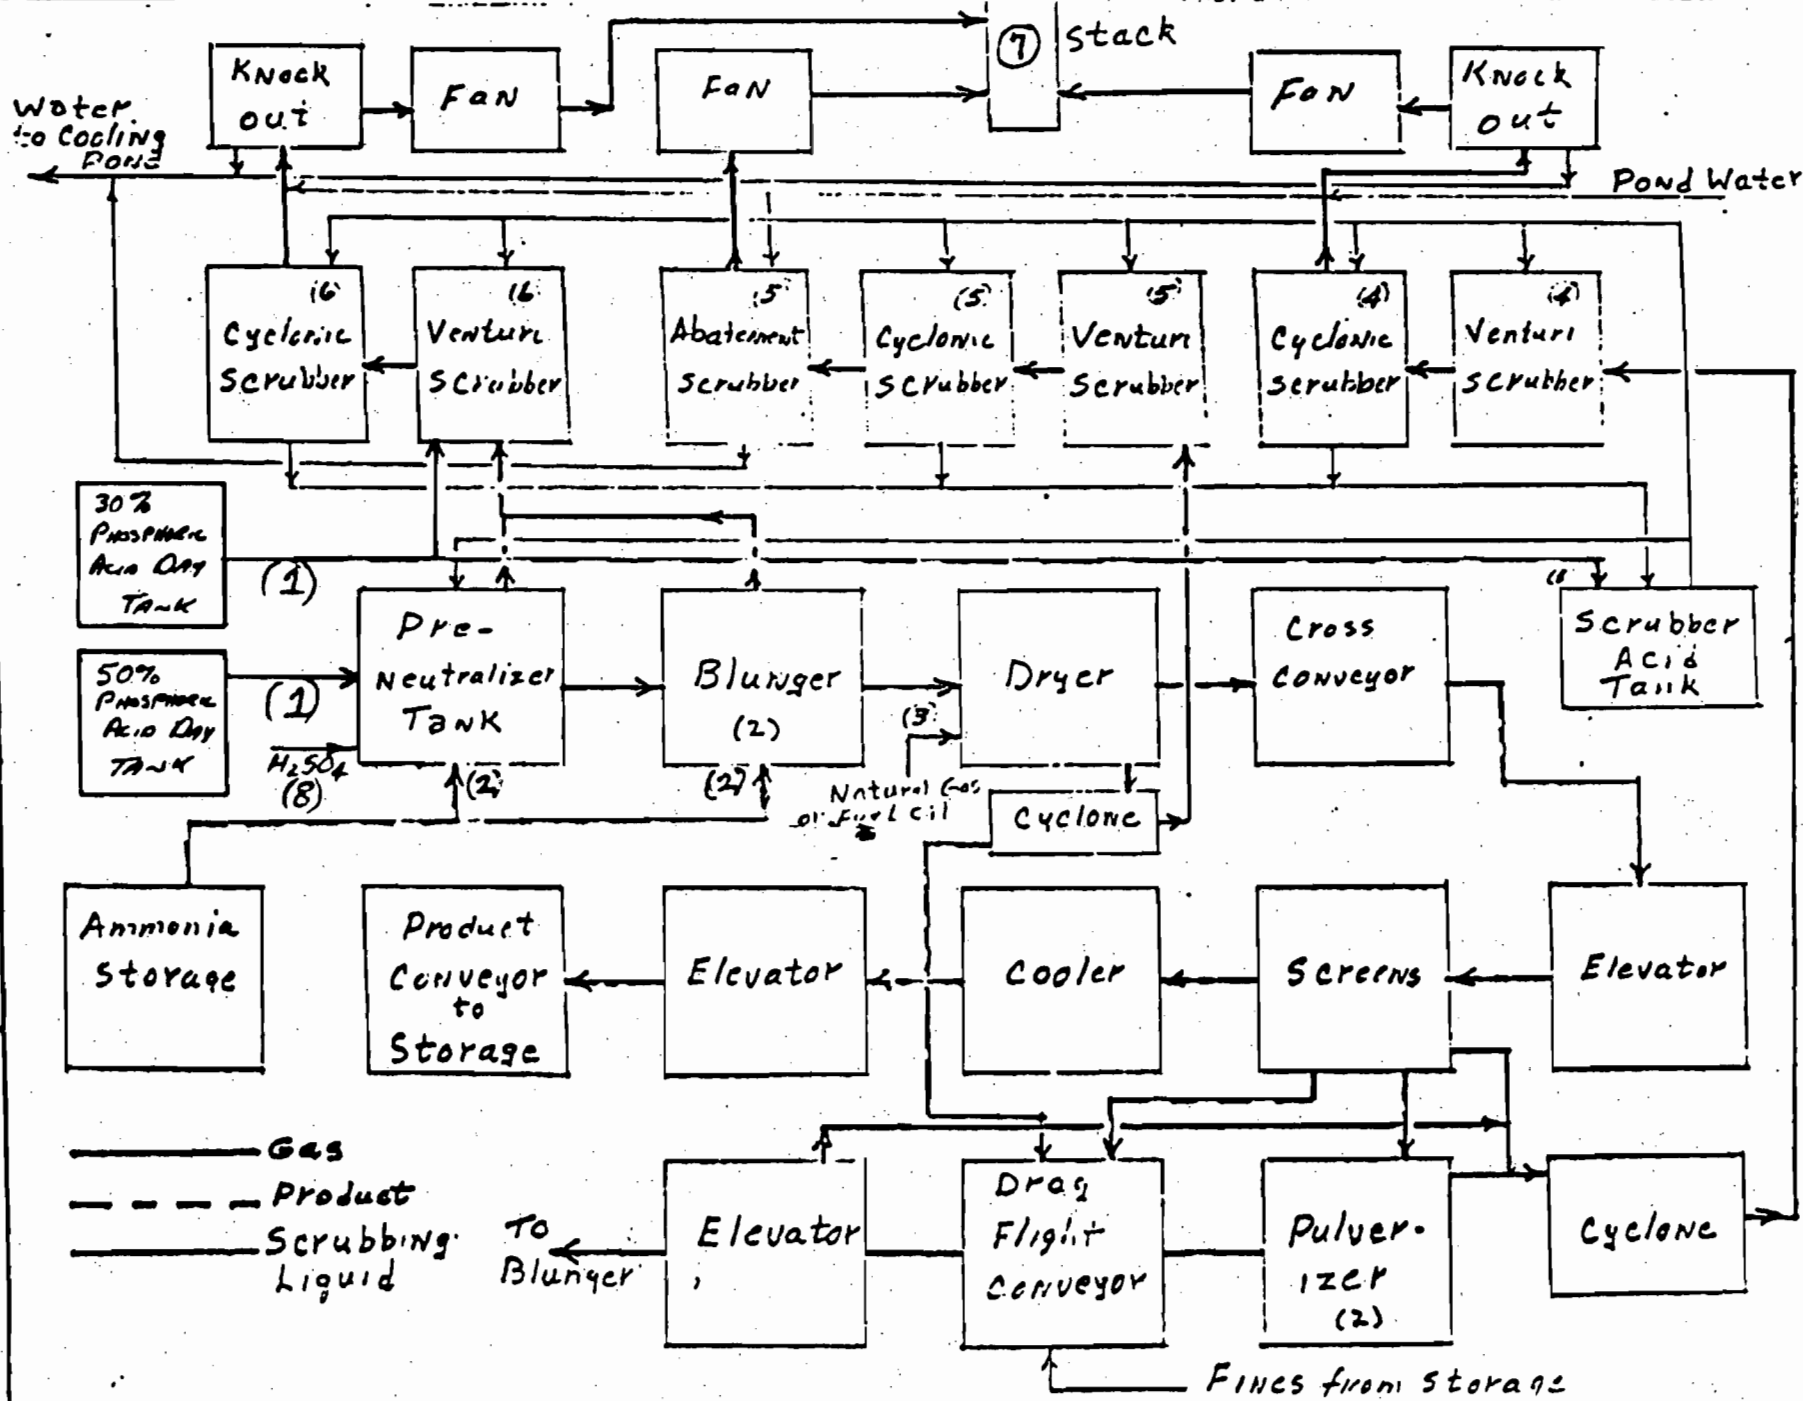 (7)
Stack
Knock
out
Fan
Fan
Fan
Knock
out
Water
to Cooling
Pond
Pond Water
(6)
Cyclonic
Scrubber
(6)
Venturi
Scrubber
(5)
Abatement
Scrubber
(5)
Cyclonic
Scrubber
(5)
Venturi
Scrubber
(4)
Cyclonic
Scrubber
(4)
Venturi
Scrubber
30%
Phosphoric
Acid Day
Tank
(1)
50%
Phosphoric
Acid Day
Tank
(1)
H2SO4
(8)
Pre-
Neutralizer
Tank
(2)
Blunger
(2)
(2)
(3)
Natural Gas
or Fuel Oil
Dryer
Cyclone
Cross
Conveyor
Scrubber
Acid
Tank
Ammonia
Storage
Product
Conveyor
to
Storage
Elevator
Cooler
Screens
Elevator
Gas
Product
Scrubbing
Liquid
To
Blunger
Elevator
Drag
Flight
Conveyor
Pulver-
izer
(2)
Cyclone
Fines from Storage